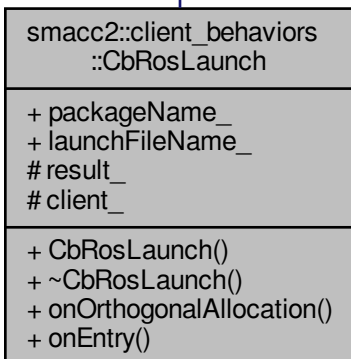 smacc2::client_behaviors
::CbRosLaunch
+ packageName_
+ launchFileName_
# result_
# client_
+ CbRosLaunch()
+ ~CbRosLaunch()
+ onOrthogonalAllocation()
+ onEntry()